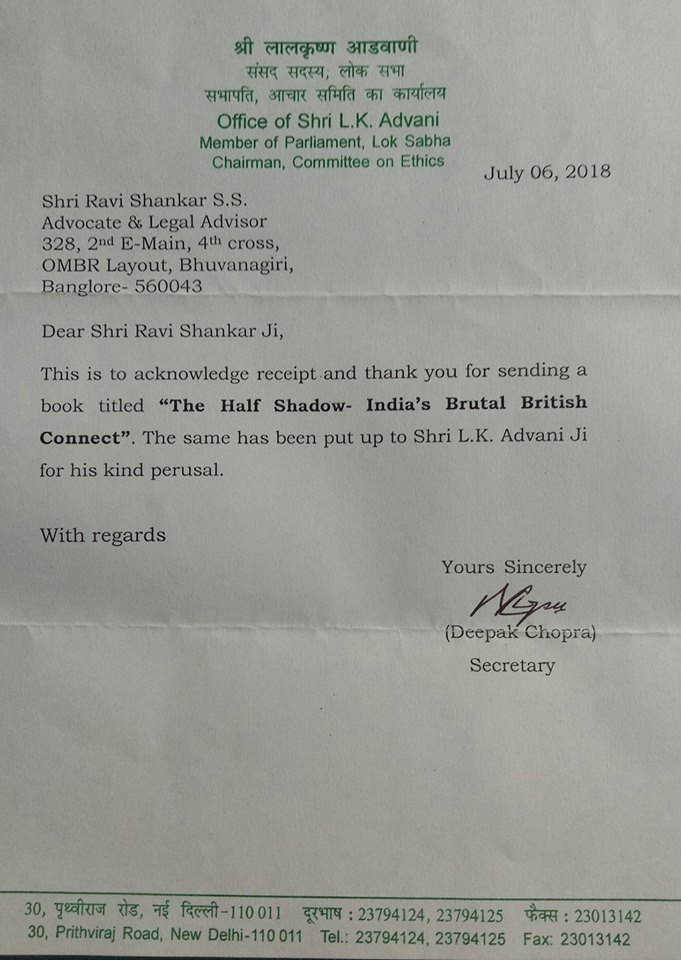 श्री लालकृष्ण आडवाणी
संसद सदस्य, लोक सभा
सभापति, आचार समिति का कार्यालय
Office of Shri L.K. Advani
Member of Parliament, Lok Sabha
Chairman, Committee on Ethics
July 06, 2018
Shri Ravi Shankar S.S.
Advocate & Legal Advisor
328, 2nd E-Main, 4th cross,
OMBR Layout, Bhuvanagiri,
Banglore- 560043
Dear Shri Ravi Shankar Ji,
This is to acknowledge receipt and thank you for sending a
book titled “The Half Shadow- India’s Brutal British
Connect”. The same has been put up to Shri L.K. Advani Ji
for his kind perusal.
With regards
Yours Sincerely
(Deepak Chopra)
Secretary
30, पृथ्वीराज रोड, नई दिल्ली-110 011 दूरभाष : 23794124, 23794125 फैक्स : 23013142
30, Prithviraj Road, New Delhi-110 011 Tel.: 23794124, 23794125 Fax: 23013142